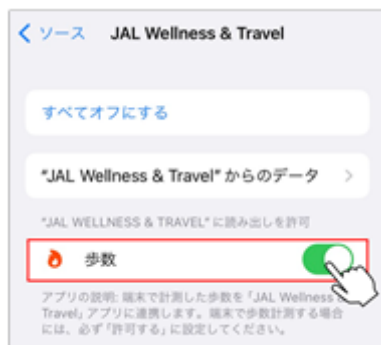 ソース JAL Wellness & Travel
すべてオフにする
"JAL Wellness & Travel"からのデータ
"JAL WELLNESS & TRAVEL"に読み出しを許可
歩数
アプリの説明: 端末で計測した歩数を「JAL Wellness &
Travel」アプリに連携します。端末で歩数計測する場合
には、必ず「許可する」に設定してください。